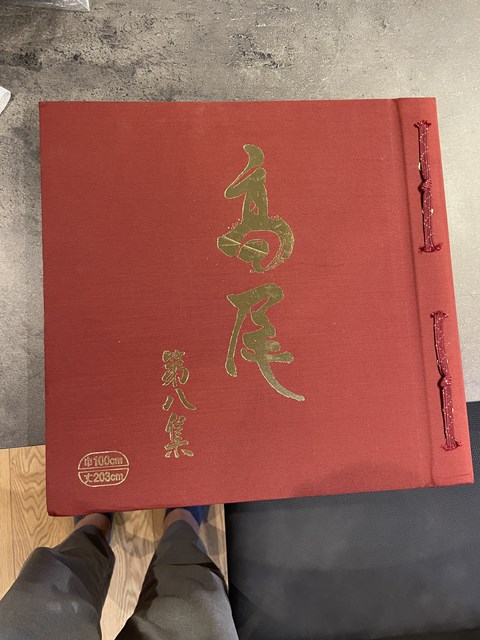 高尾
第八集
巾100cm
丈203cm